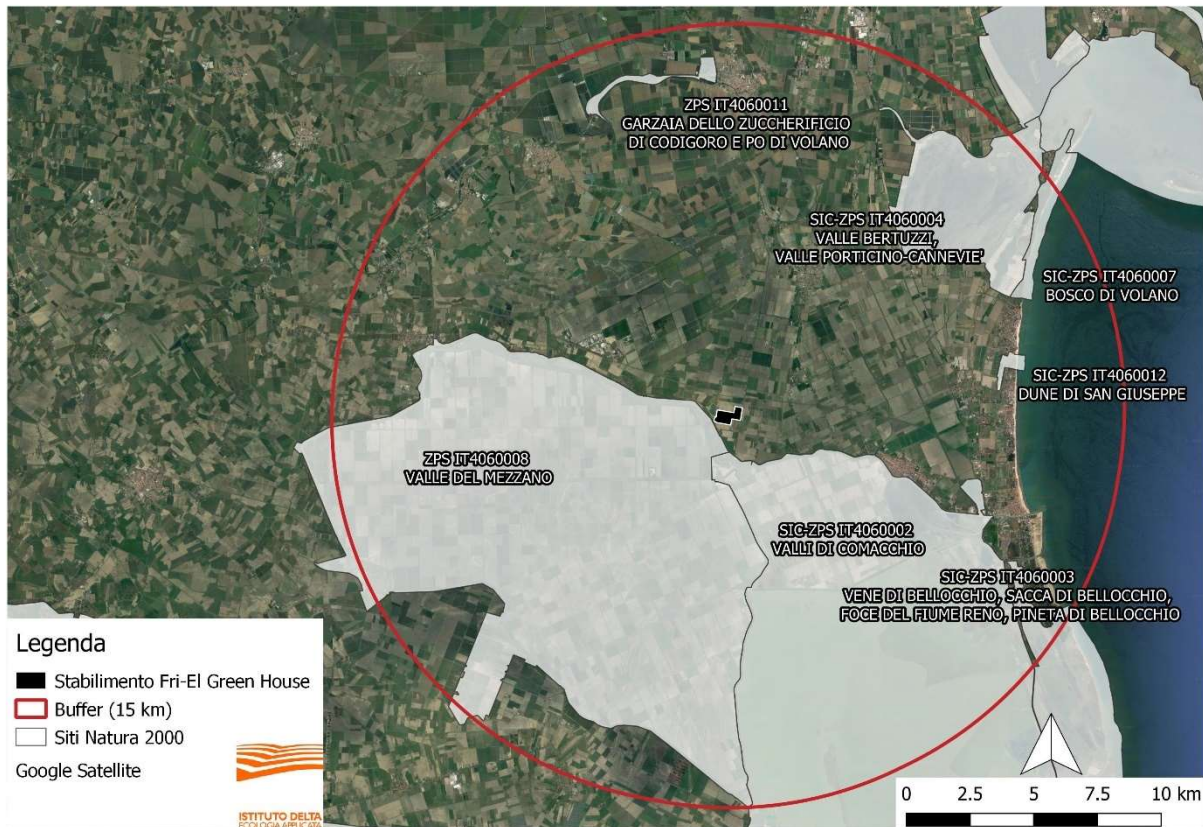 ZPS IT4060011
GARZAIA DELLO ZUCCHERIFICIO
DI CODIGORO E PO DI VOLANO
SIC-ZPS IT4060004
VALLE BERTUZZI,
VALLE PORTICINO-CANNEVIE'
SIC-ZPS IT4060007
BOSCO DI VOLANO
SIC-ZPS IT4060012
DUNE DI SAN GIUSEPPE
ZPS IT4060008
VALLE DEL MEZZANO
SIC-ZPS IT4060002
VALLI DI COMACCHIO
SIC-ZPS IT4060003
VENE DI BELLOCCHIO, SACCA DI BELLOCCHIO,
FOCE DEL FIUME RENO, PINETA DI BELLOCCHIO
Legenda
Stabilimento Fri-El Green House
Buffer (15 km)
Siti Natura 2000
Google Satellite
ISTITUTO DELTA
ECOLOGIA APPLICATA
0 2.5 5 7.5 10 km